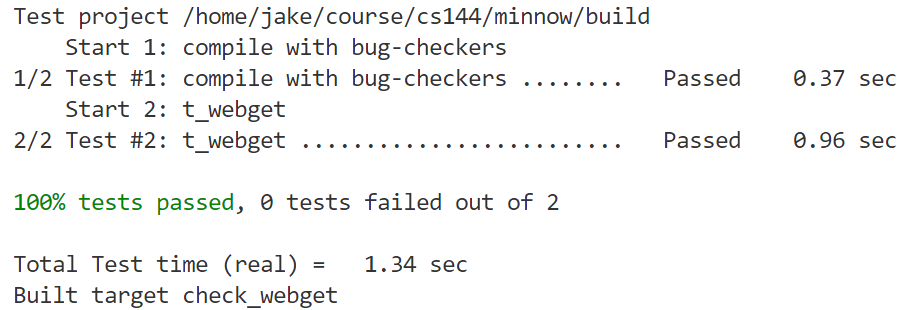 Test project /home/jake/course/cs144/minnow/build
    Start 1: compile with bug-checkers
1/2 Test #1: compile with bug-checkers ........   Passed    0.37 sec
    Start 2: t_webget
2/2 Test #2: t_webget .........................   Passed    0.96 sec

100% tests passed, 0 tests failed out of 2

Total Test time (real) =   1.34 sec
Built target check_webget